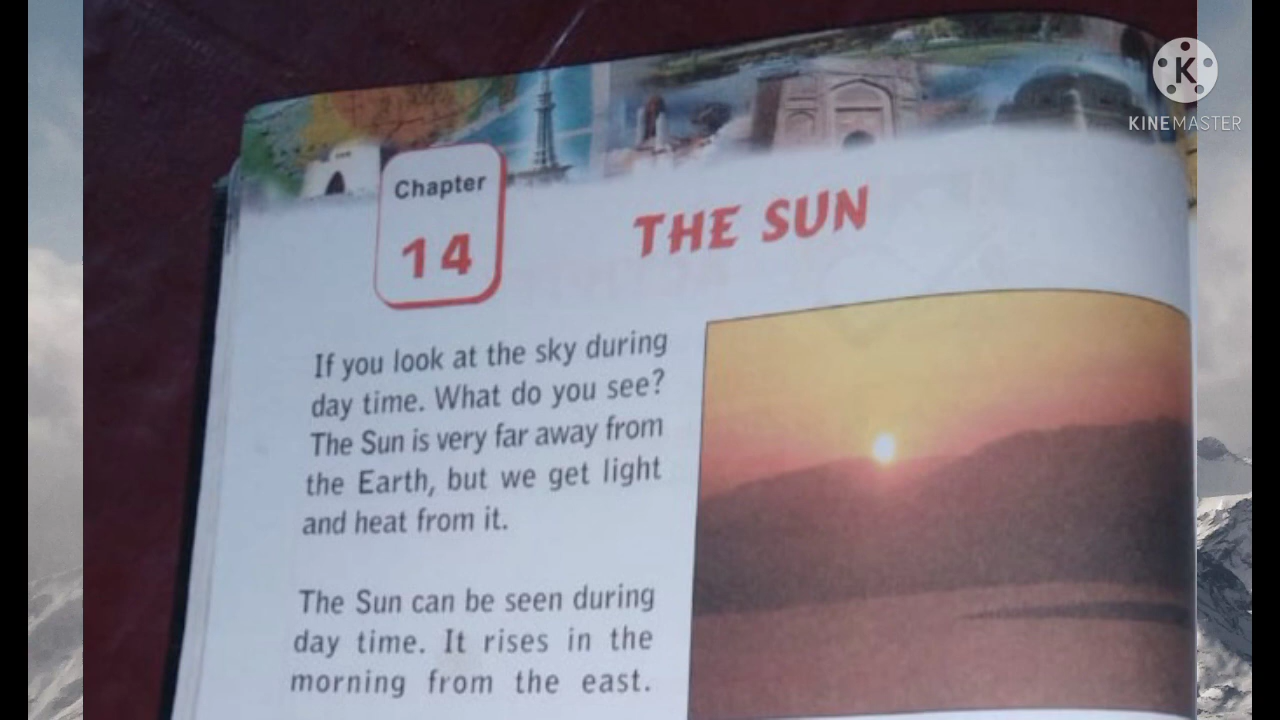 KINEMASTER
Chapter
14
THE SUN
If you look at the sky during
day time. What do you see?
The Sun is very far away from
the Earth, but we get light
and heat from it.
The Sun can be seen during
day time. It rises in the
morning from the east.